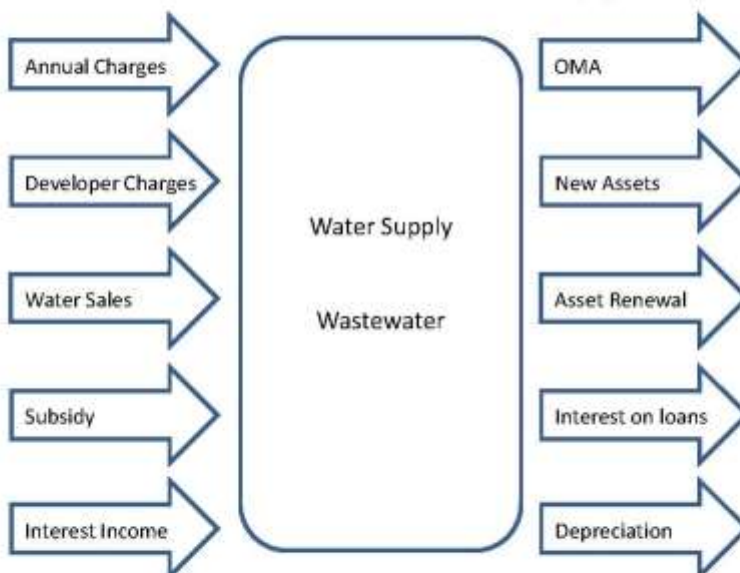 Annual Charges
Developer Charges
Water Sales
Subsidy
Interest Income
Water Supply
Wastewater
OMA
New Assets
Asset Renewal
Interest on loans
Depreciation